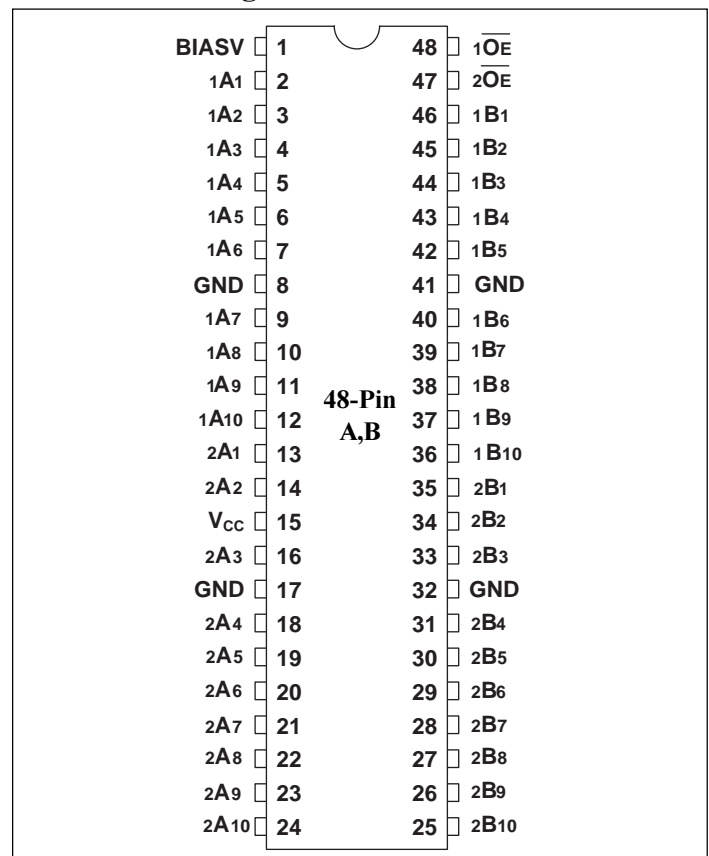 BIASV 1 48 1O̅E̅
1A1 2 47 2O̅E̅
1A2 3 46 1B1
1A3 4 45 1B2
1A4 5 44 1B3
1A5 6 43 1B4
1A6 7 42 1B5
GND 8 41 GND
1A7 9 40 1B6
1A8 10 39 1B7
1A9 11 38 1B8
48-Pin
1A10 12 37 1B9
A,B
2A1 13 36 1B10
2A2 14 35 2B1
VCC 15 34 2B2
2A3 16 33 2B3
GND 17 32 GND
2A4 18 31 2B4
2A5 19 30 2B5
2A6 20 29 2B6
2A7 21 28 2B7
2A8 22 27 2B8
2A9 23 26 2B9
2A10 24 25 2B10